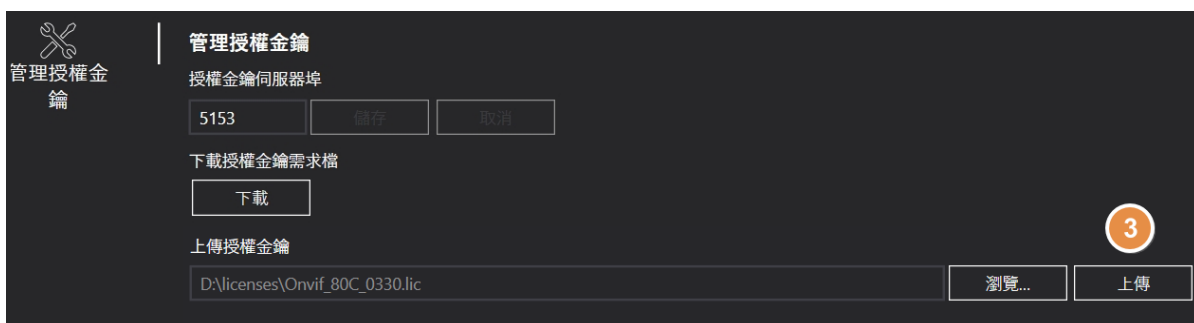 管理授權金
鑰
管理授權金鑰
授權金鑰伺服器埠
5153 儲存 取消
下載授權金鑰需求檔
下載
3
上傳授權金鑰
D:\licenses\Onvif_80C_0330.lic 瀏覽... 上傳